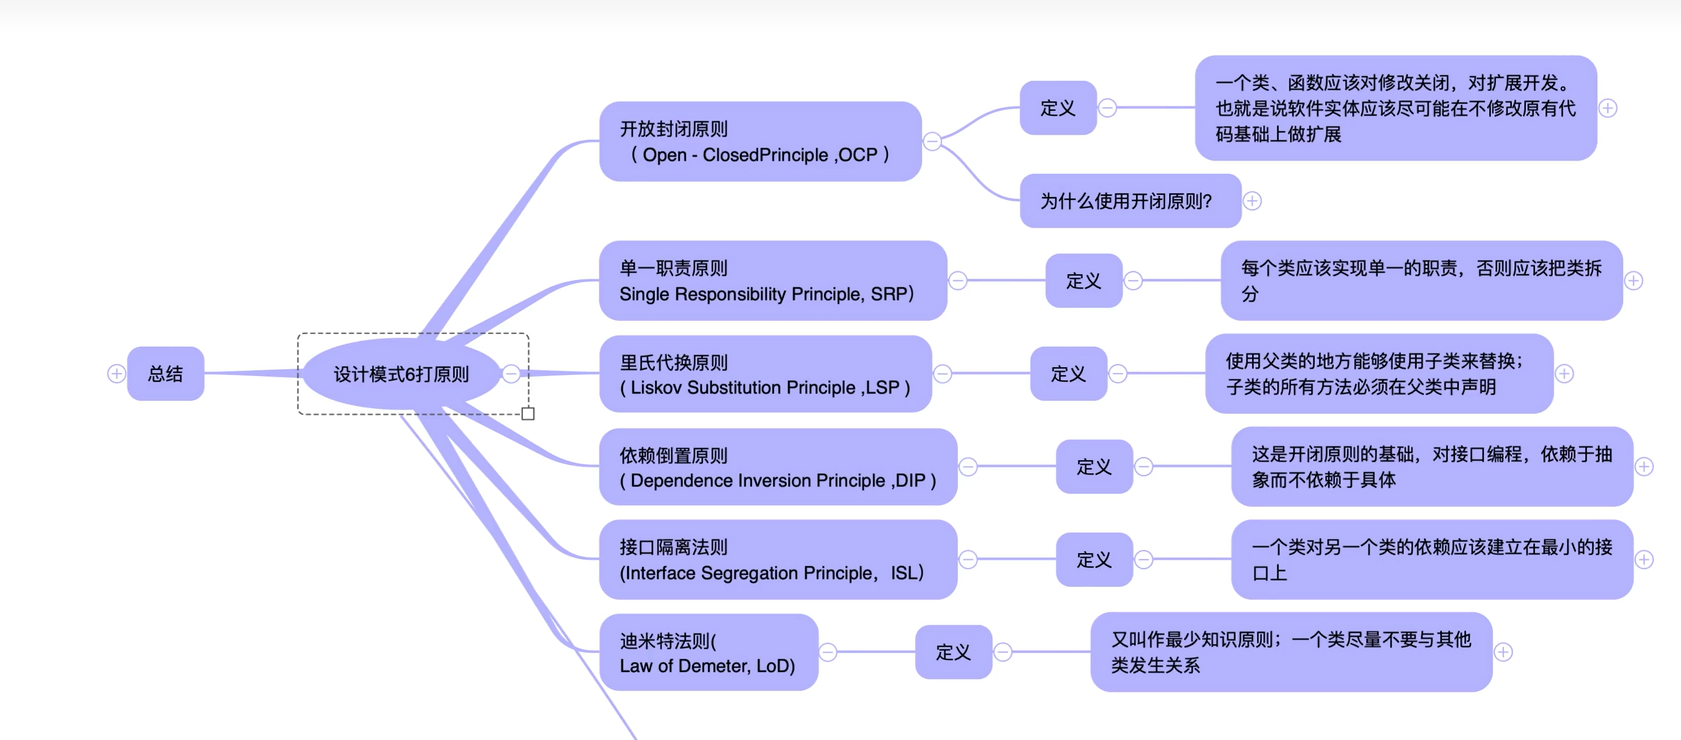 总结
设计模式6打原则
开放封闭原则
( Open - ClosedPrinciple ,OCP )
定义
一个类、函数应该对修改关闭，对扩展开发。
也就是说软件实体应该尽可能在不修改原有代
码基础上做扩展
为什么使用开闭原则？
单一职责原则
Single Responsibility Principle, SRP）
定义
每个类应该实现单一的职责，否则应该把类拆
分
里氏代换原则
( Liskov Substitution Principle ,LSP )
定义
使用父类的地方能够使用子类来替换；
子类的所有方法必须在父类中声明
依赖倒置原则
( Dependence Inversion Principle ,DIP )
定义
这是开闭原则的基础，对接口编程，依赖于抽
象而不依赖于具体
接口隔离法则
(Interface Segregation Principle，ISL）
定义
一个类对另一个类的依赖应该建立在最小的接
口上
迪米特法则(
Law of Demeter, LoD)
定义
又叫作最少知识原则；一个类尽量不要与其他
类发生关系